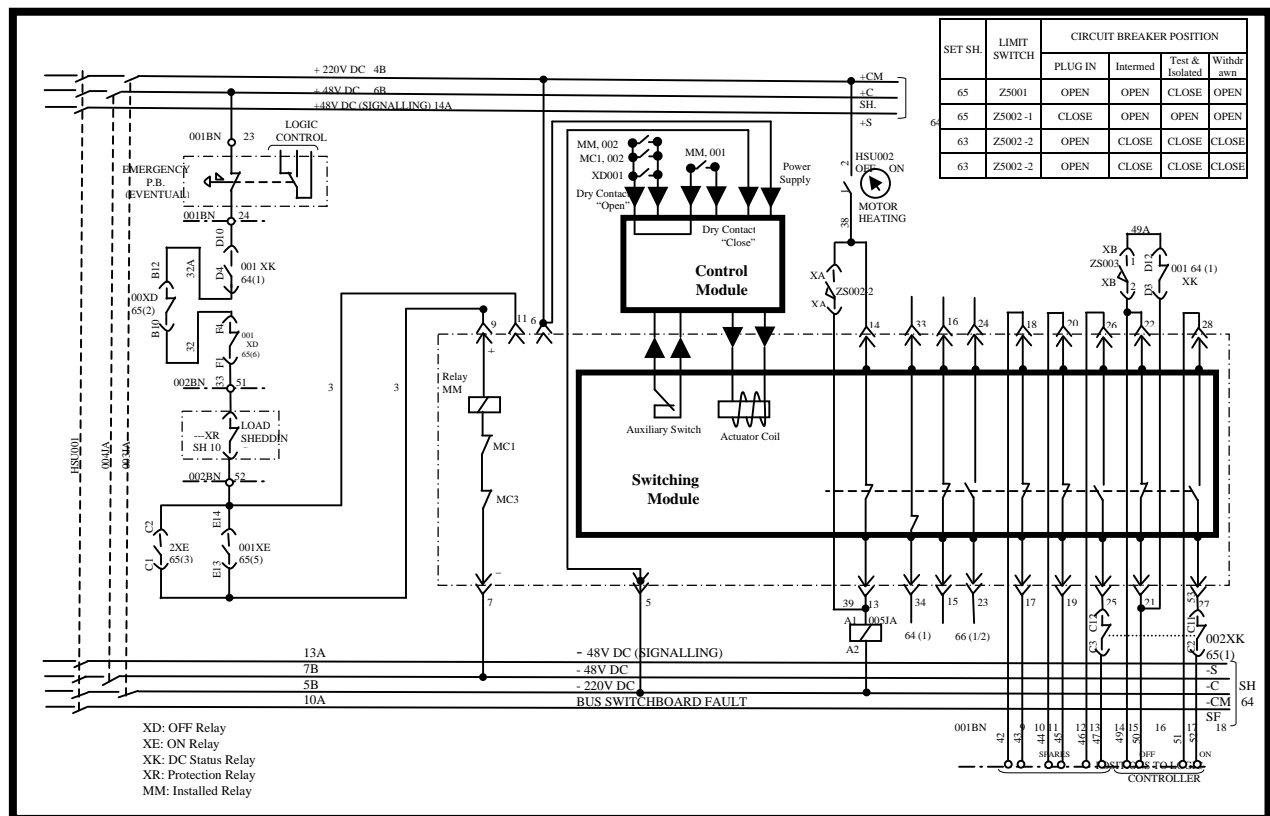 SET SH. LIMIT SWITCH CIRCUIT BREAKER POSITION
PLUG IN Intermed Test & Isolated Withdr awn
65 Z5001 OPEN OPEN CLOSE OPEN
65 Z5002 -1 CLOSE OPEN OPEN OPEN
63 Z5002 -2 OPEN CLOSE CLOSE CLOSE
63 Z5002 -2 OPEN CLOSE CLOSE CLOSE
+ 220V DC 4B
+ 48V DC 6B
+48V DC (SIGNALLING) 14A
+CM
+C
SH.
+S
64
001BN 23
LOGIC
CONTROL
EMERGENCY
P.B.
(EVENTUAL
001BN 24
D10
D4
001 XK
64(1)
32A
B12
00XD
65(2)
B10
32
F4
001
XD
65(6)
F1
33
002BN 51
LOAD
SHEDDIN
---XR
SH 10
002BN 52
HSU001
004JA
003JA
C2
2XE
65(3)
C1
E14
001XE
65(5)
E13
3
3
MM, 002
MC1, 002
XD001
MM, 001
Dry Contact
“Open”
Power
Supply
Dry Contact
“Close”
Control
Module
2
HSU002
OFF ON
1
MOTOR
HEATING
38
XA
ZS002-2
XA
49A
XB
ZS003
1
XB
2
D12
001 64 (1)
XK
D3
9
11
6
14
33
16
24
18
20
26
22
28
+
Relay
MM
MC1
MC3
Auxiliary Switch
Actuator Coil
Switching
Module
–
7
5
39
13
34
15
23
17
19
25
21
53
27
A1
005JA
A2
64 (1)
66 (1/2)
C12
C3
C11
C2
002XK
65(1)
13A - 48V DC (SIGNALLING)
7B - 48V DC
5B - 220V DC
10A BUS SWITCHBOARD FAULT
-S
-C
-CM
SF
SH
64
XD: OFF Relay
XE: ON Relay
XK: DC Status Relay
XR: Protection Relay
MM: Installed Relay
001BN
42
9
43
10
44
11
45
12
46
13
47
14
49
15
50
16
51
17
52
18
SPARES
OFF
ON
CONTROLLER